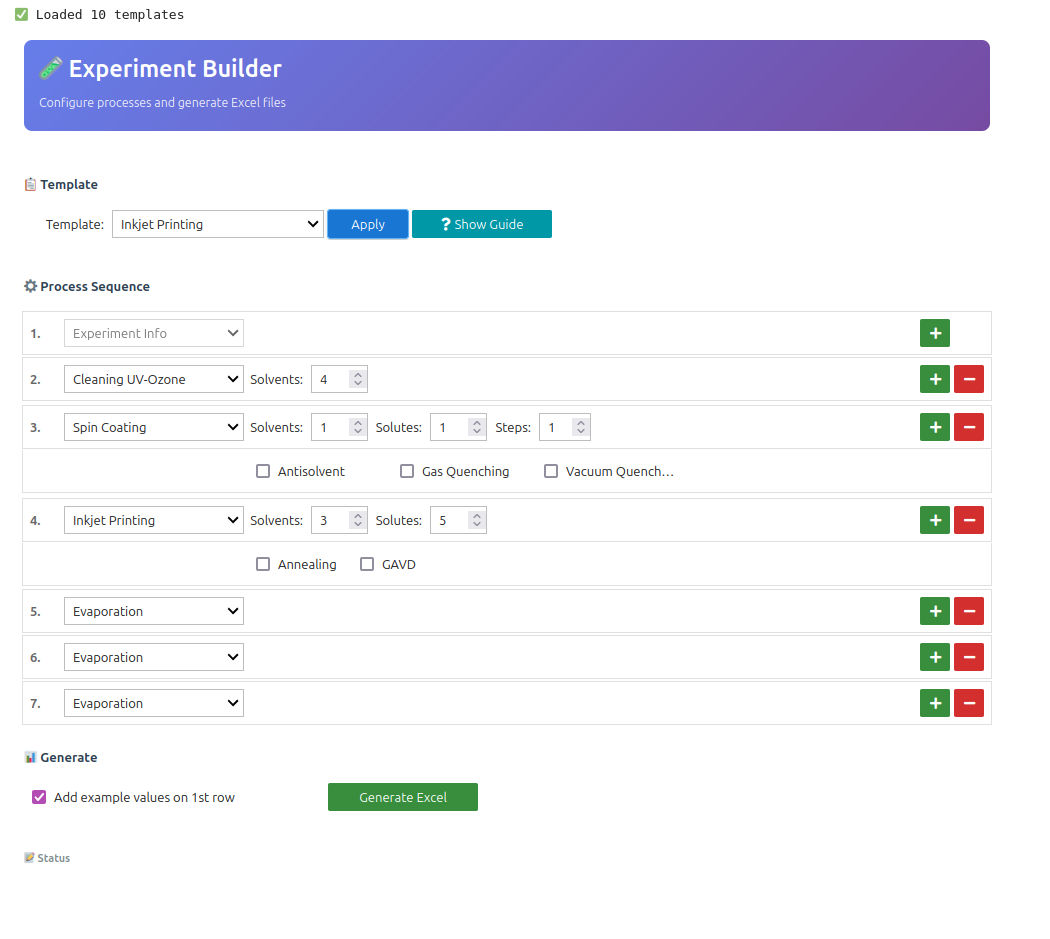 ✅ Loaded 10 templates
🧪 Experiment Builder
Configure processes and generate Excel files
📋 Template
Template: Inkjet Printing Apply ? Show Guide
⚙ Process Sequence
1. Experiment Info +
2. Cleaning UV-Ozone Solvents: 4 + −
3. Spin Coating Solvents: 1 Solutes: 1 Steps: 1 + −
Antisolvent Gas Quenching Vacuum Quench...
4. Inkjet Printing Solvents: 3 Solutes: 5 + −
Annealing GAVD
5. Evaporation + −
6. Evaporation + −
7. Evaporation + −
📊 Generate
Add example values on 1st row Generate Excel
📝 Status